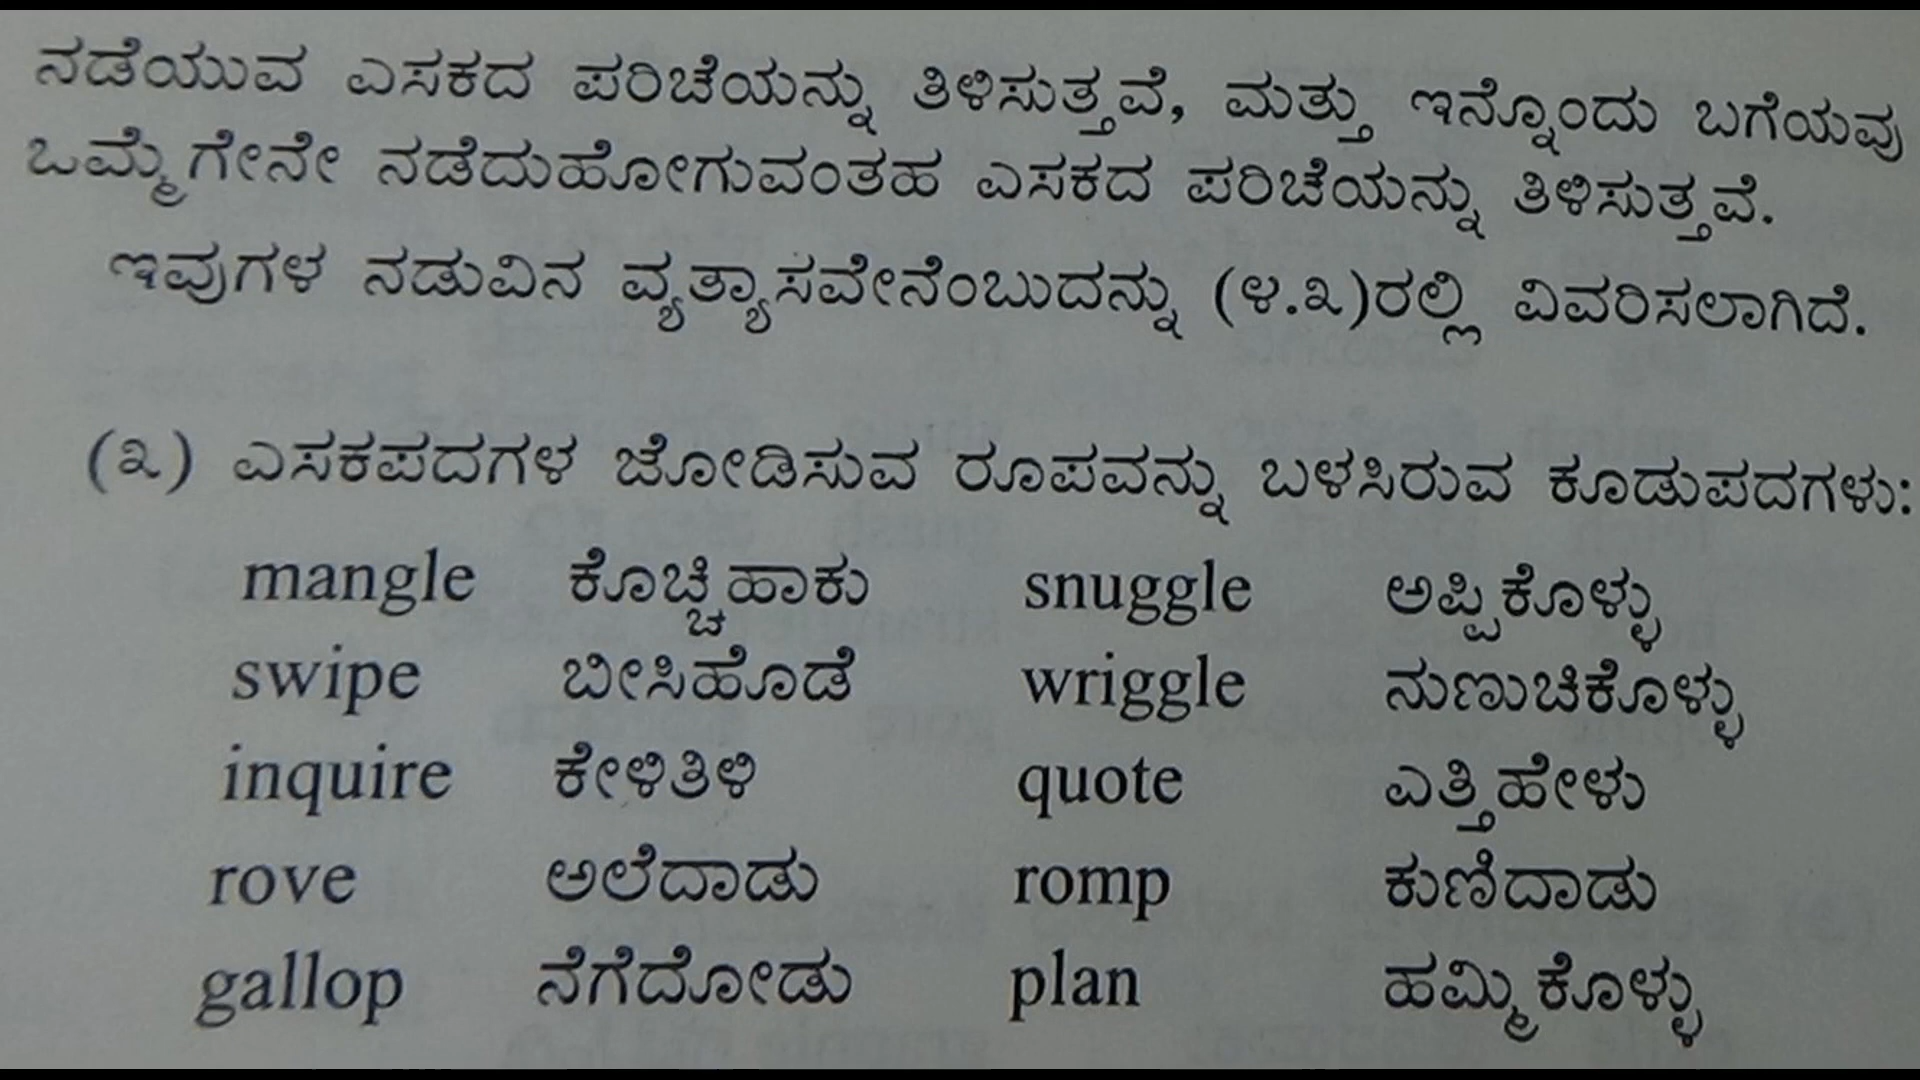 ನಡೆಯುವ ಎಸಕದ ಪರಿಚೆಯನ್ನು ತಿಳಿಸುತ್ತವೆ, ಮತ್ತು ಇನ್ನೊಂದು ಬಗೆಯವು
ಒಮ್ಮೆಗೇನೇ ನಡೆದುಹೋಗುವಂತಹ ಎಸಕದ ಪರಿಚೆಯನ್ನು ತಿಳಿಸುತ್ತವೆ.
ಇವುಗಳ ನಡುವಿನ ವ್ಯತ್ಯಾಸವೇನೆಂಬುದನ್ನು (೪.೩)ರಲ್ಲಿ ವಿವರಿಸಲಾಗಿದೆ.
(೩) ಎಸಕಪದಗಳ ಜೋಡಿಸುವ ರೂಪವನ್ನು ಬಳಸಿರುವ ಕೂಡುಪದಗಳು:
mangle ಕೊಚ್ಚಿಹಾಕು snuggle ಅಪ್ಪಿಕೊಳ್ಳು
swipe ಬೀಸಿಹೊಡೆ wriggle ನುಣುಚಿಕೊಳ್ಳು
inquire ಕೇಳಿತಿಳಿ quote ಎತ್ತಿಹೇಳು
rove ಅಲೆದಾಡು romp ಕುಣಿದಾಡು
gallop ನೆಗೆದೋಡು plan ಹಮ್ಮಿಕೊಳ್ಳು